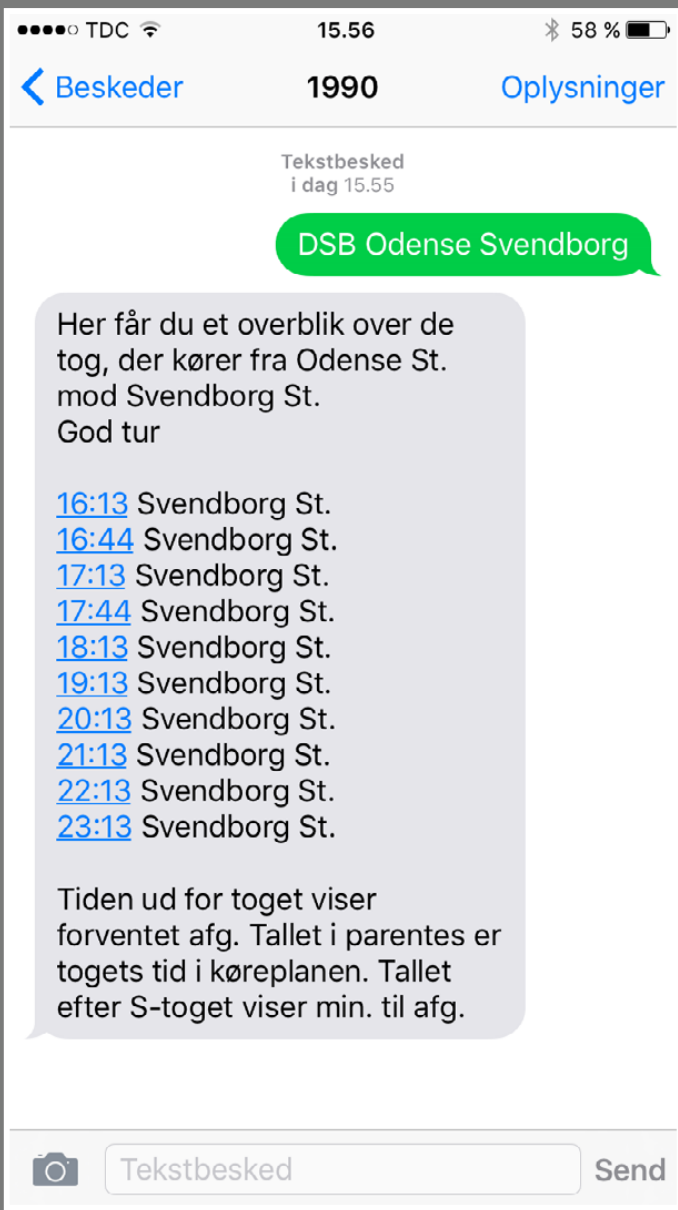 TDC 15.56 58 %
Beskeder 1990 Oplysninger
Tekstbesked
i dag 15.55
DSB Odense Svendborg
Her får du et overblik over de
tog, der kører fra Odense St.
mod Svendborg St.
God tur
16:13 Svendborg St.
16:44 Svendborg St.
17:13 Svendborg St.
17:44 Svendborg St.
18:13 Svendborg St.
19:13 Svendborg St.
20:13 Svendborg St.
21:13 Svendborg St.
22:13 Svendborg St.
23:13 Svendborg St.
Tiden ud for toget viser
forventet afg. Tallet i parentes er
togets tid i køreplanen. Tallet
efter S-toget viser min. til afg.
Tekstbesked Send